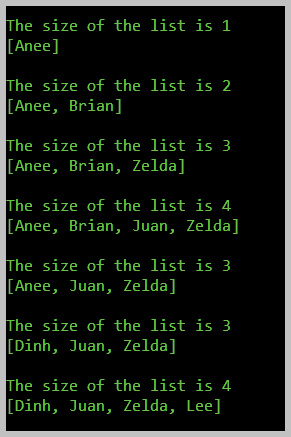 The size of the list is 1
[Anee]
The size of the list is 2
[Anee, Brian]
The size of the list is 3
[Anee, Brian, Zelda]
The size of the list is 4
[Anee, Brian, Juan, Zelda]
The size of the list is 3
[Anee, Juan, Zelda]
The size of the list is 3
[Dinh, Juan, Zelda]
The size of the list is 4
[Dinh, Juan, Zelda, Lee]